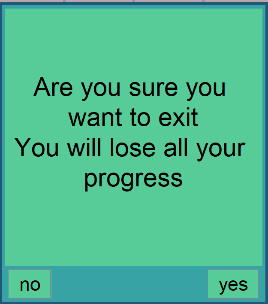 Are you sure you
want to exit
You will lose all your
progress
no yes